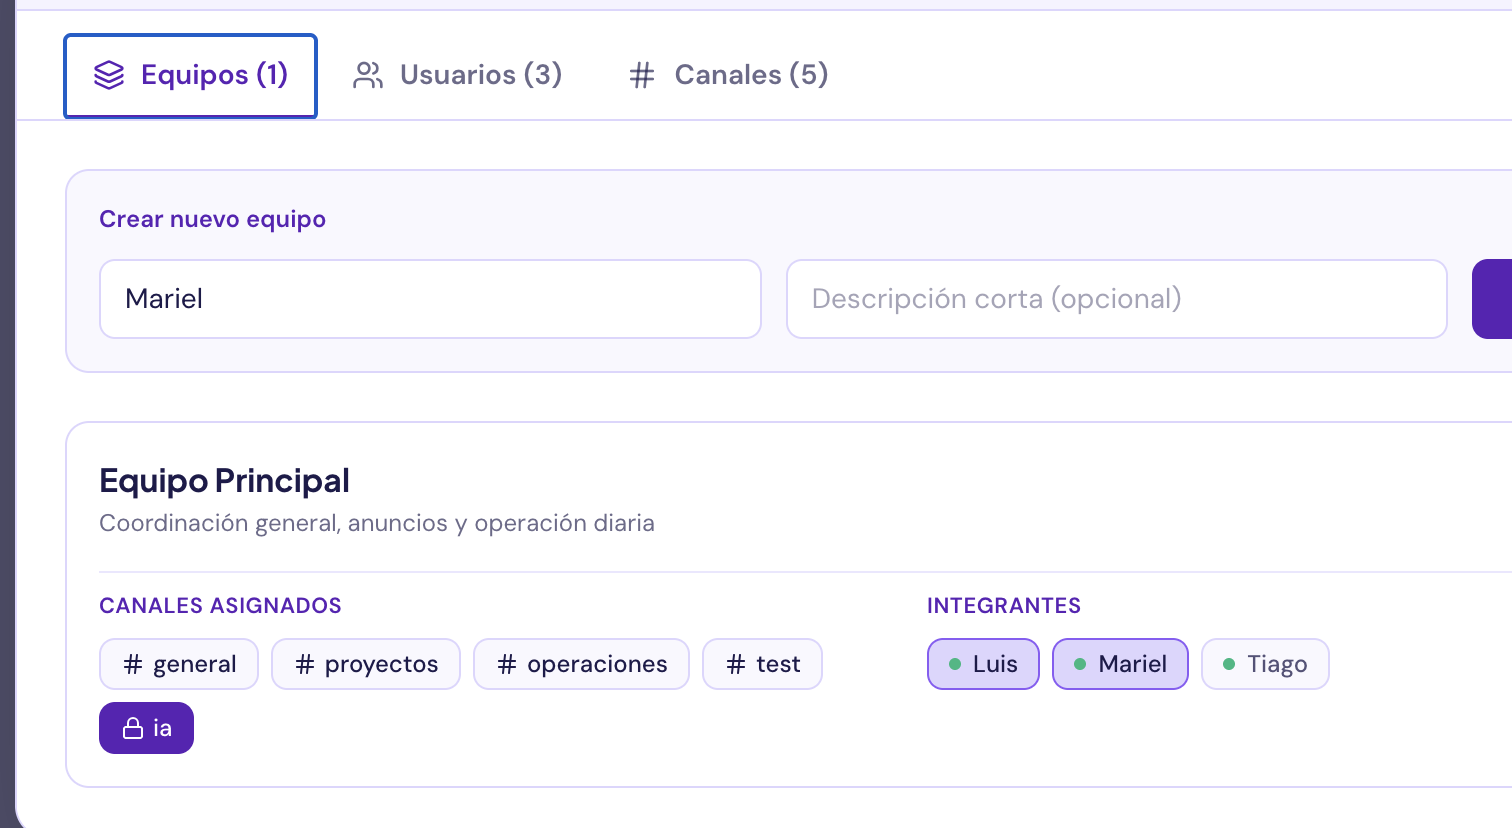 Equipos (1) Usuarios (3) # Canales (5)
Crear nuevo equipo
Mariel Descripción corta (opcional)
Equipo Principal
Coordinación general, anuncios y operación diaria
CANALES ASIGNADOS INTEGRANTES
# general # proyectos # operaciones # test Luis Mariel Tiago
ia